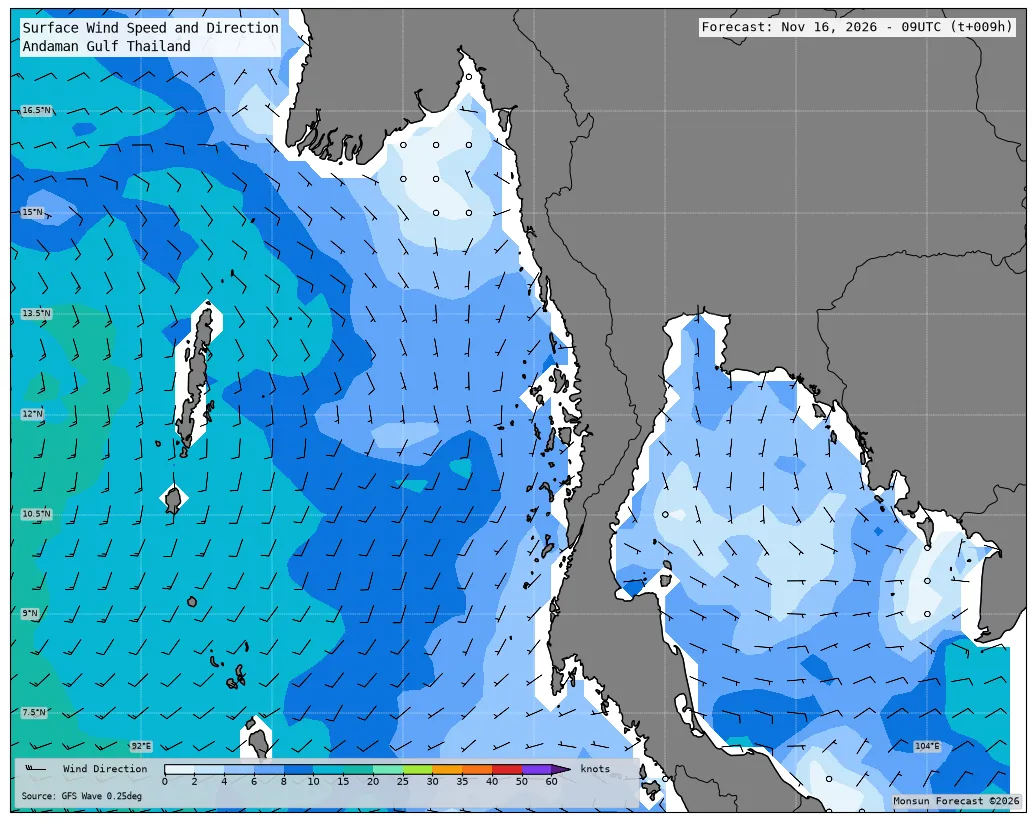 Surface Wind Speed and Direction
Andaman Gulf Thailand
Forecast: Nov 16, 2026 - 09UTC (t+009h)
16.5°N
15°N
13.5°N
12°N
10.5°N
9°N
7.5°N
92°E
104°E
Wind Direction
knots
0 2 4 6 8 10 15 20 25 30 35 40 50 60
Source: GFS Wave 0.25deg
Monsun Forecast ©2026